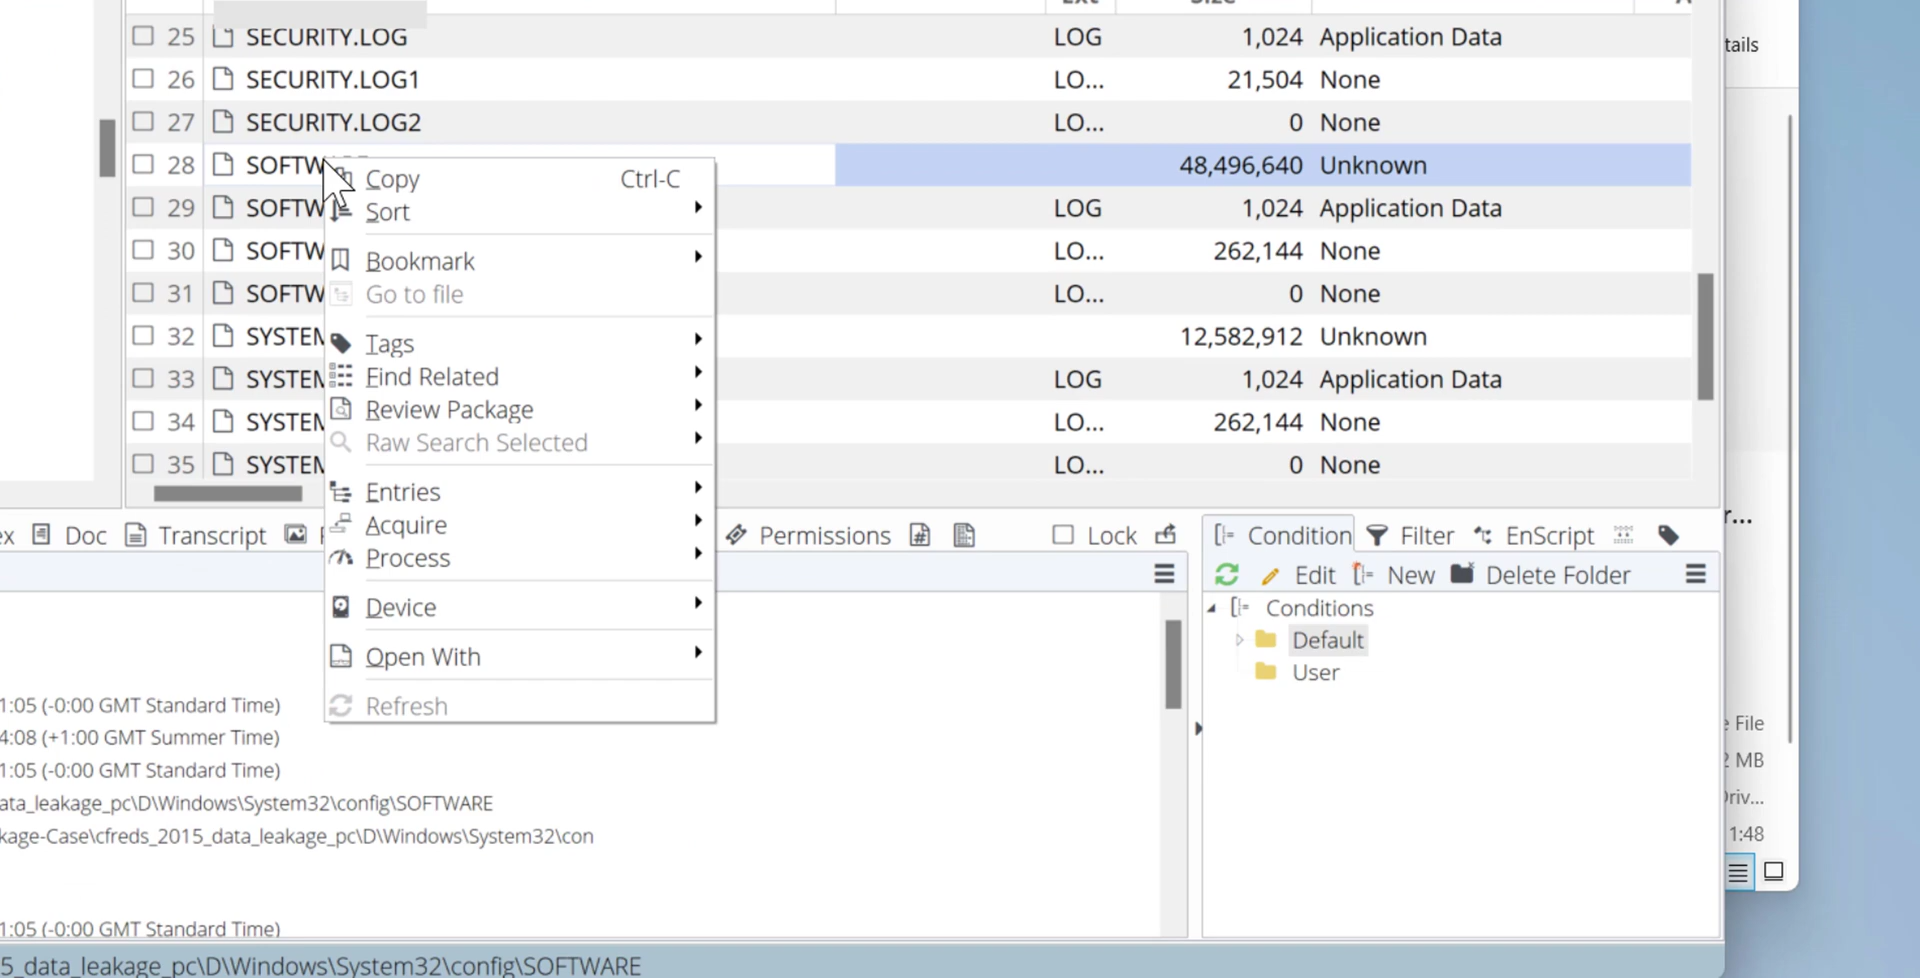 25 SECURITY.LOG LOG 1,024 Application Data
tails
26 SECURITY.LOG1 LO... 21,504 None
27 SECURITY.LOG2 LO... 0 None
28 SOFTW 48,496,640 Unknown
29 SOFTW LOG 1,024 Application Data
30 SOFTW LO... 262,144 None
31 SOFTW LO... 0 None
32 SYSTEM 12,582,912 Unknown
33 SYSTEM LOG 1,024 Application Data
34 SYSTEM LO... 262,144 None
35 SYSTEM LO... 0 None
Copy Ctrl-C
Sort
Bookmark
Go to file
Tags
Find Related
Review Package
Raw Search Selected
Entries
Acquire
Process
Device
Open With
Refresh
ex Doc Transcript Permissions Lock
Condition Filter EnScript
r...
Edit New Delete Folder
Conditions
Default
User
1:05 (-0:00 GMT Standard Time)
4:08 (+1:00 GMT Summer Time)
1:05 (-0:00 GMT Standard Time)
ata_leakage_pc\D\Windows\System32\config\SOFTWARE
kage-Case\cfreds_2015_data_leakage_pc\D\Windows\System32\con
1:05 (-0:00 GMT Standard Time)
e File
2 MB
Driv...
1:48
5_data_leakage_pc\D\Windows\System32\config\SOFTWARE